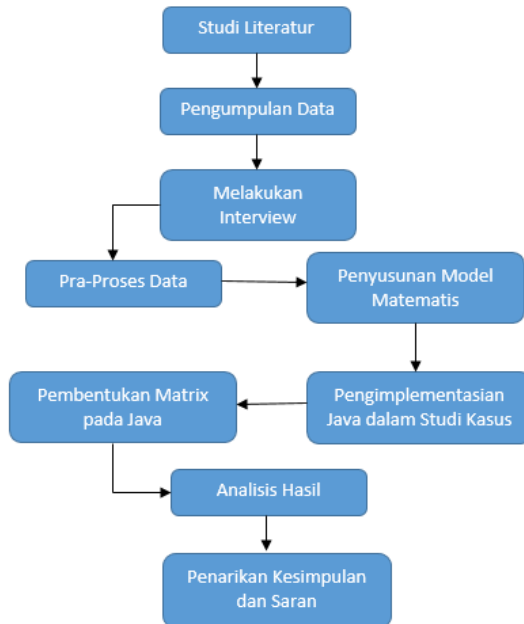 Studi Literatur
Pengumpulan Data
Melakukan
Interview
Pra-Proses Data
Penyusunan Model
Matematis
Pengimplementasian
Java dalam Studi Kasus
Pembentukan Matrix
pada Java
Analisis Hasil
Penarikan Kesimpulan
dan Saran